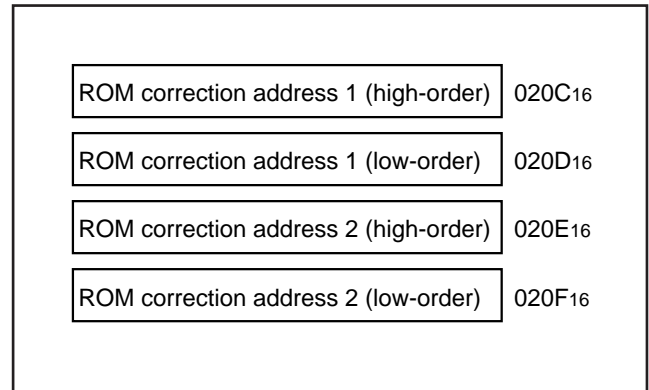 ROM correction address 1 (high-order) 020C16
ROM correction address 1 (low-order) 020D16
ROM correction address 2 (high-order) 020E16
ROM correction address 2 (low-order) 020F16